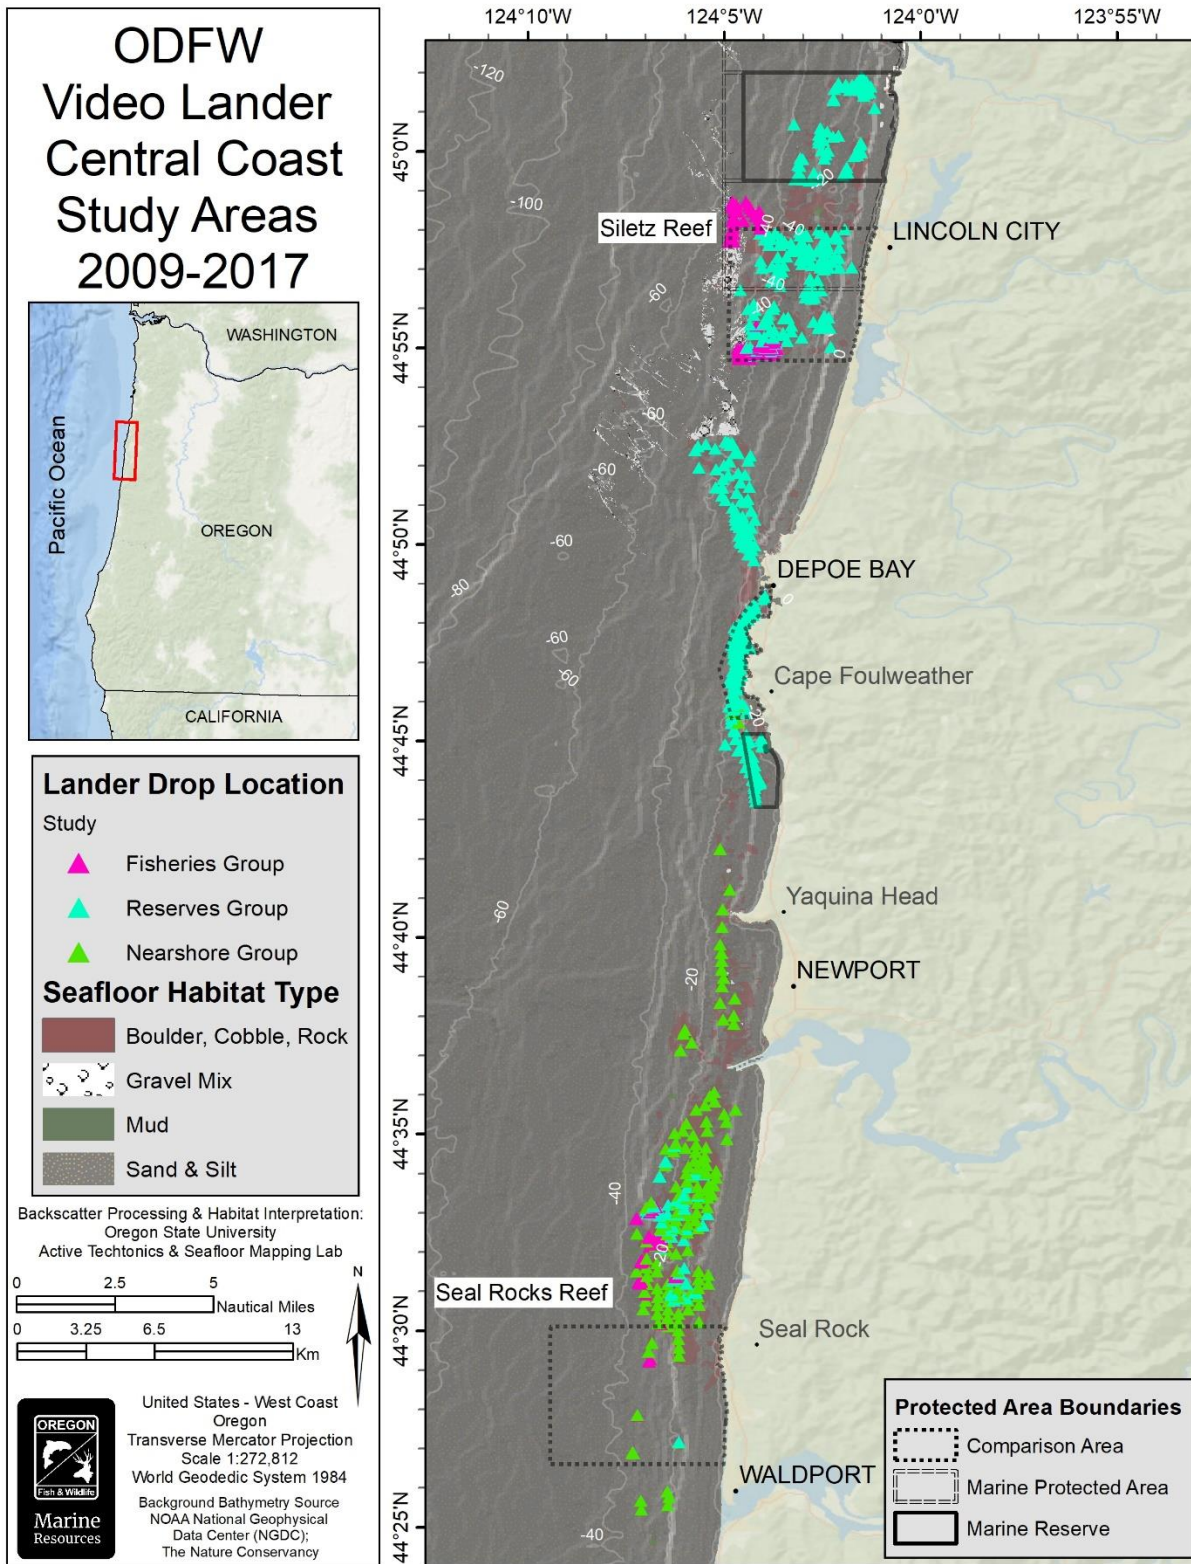 ODFW
Video Lander
Central Coast
Study Areas
2009-2017
WASHINGTON
Pacific Ocean
OREGON
CALIFORNIA
Lander Drop Location
Study
Fisheries Group
Reserves Group
Nearshore Group
Seafloor Habitat Type
Boulder, Cobble, Rock
Gravel Mix
Mud
Sand & Silt
Backscatter Processing & Habitat Interpretation:
Oregon State University
Active Techtonics & Seafloor Mapping Lab
0 2.5 5
Nautical Miles
0 3.25 6.5 13
Km
N
OREGON
Fish & Wildlife
Marine
Resources
United States - West Coast
Oregon
Transverse Mercator Projection
Scale 1:272,812
World Geodedic System 1984
Background Bathymetry Source
NOAA National Geophysical
Data Center (NGDC);
The Nature Conservancy
124°10'W 124°5'W 124°0'W 123°55'W
45°0'N
44°55'N
44°50'N
44°45'N
44°40'N
44°35'N
44°30'N
44°25'N
-120
-100
-20
Siletz Reef
-40
-40
LINCOLN CITY
-40
-60
-40
0
-60
-60
-60
DEPOE BAY
0
-80
-60
-60
Cape Foulweather
-20
Yaquina Head
-60
NEWPORT
-20
-40
-20
Seal Rocks Reef
Seal Rock
WALDPORT
-40
Protected Area Boundaries
Comparison Area
Marine Protected Area
Marine Reserve